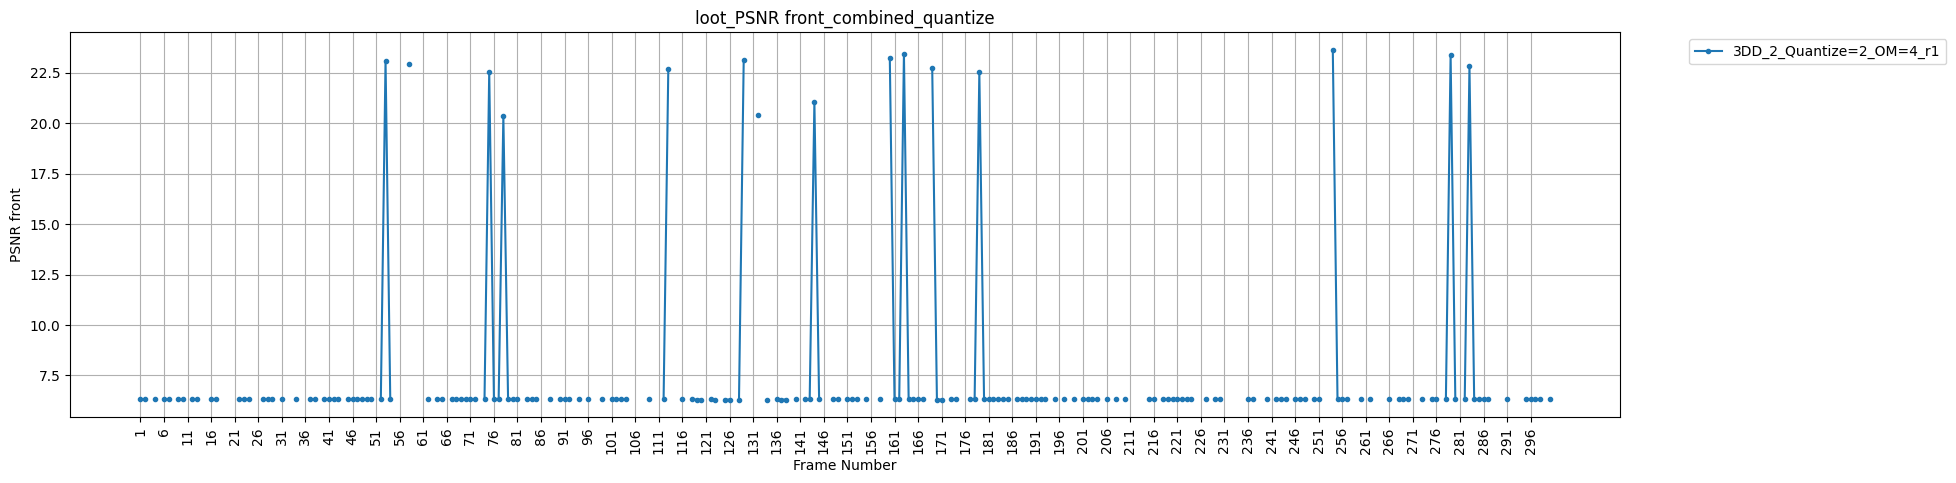 loot_PSNR front_combined_quantize
3DD_2_Quantize=2_OM=4_r1
PSNR front
22.5
20.0
17.5
15.0
12.5
10.0
7.5
1 6 11 16 21 26 31 36 41 46 51 56 61 66 71 76 81 86 91 96 101 106 111 116 121 126 131 136 141 146 151 156 161 166 171 176 181 186 191 196 201 206 211 216 221 226 231 236 241 246 251 256 261 266 271 276 281 286 291 296
Frame Number